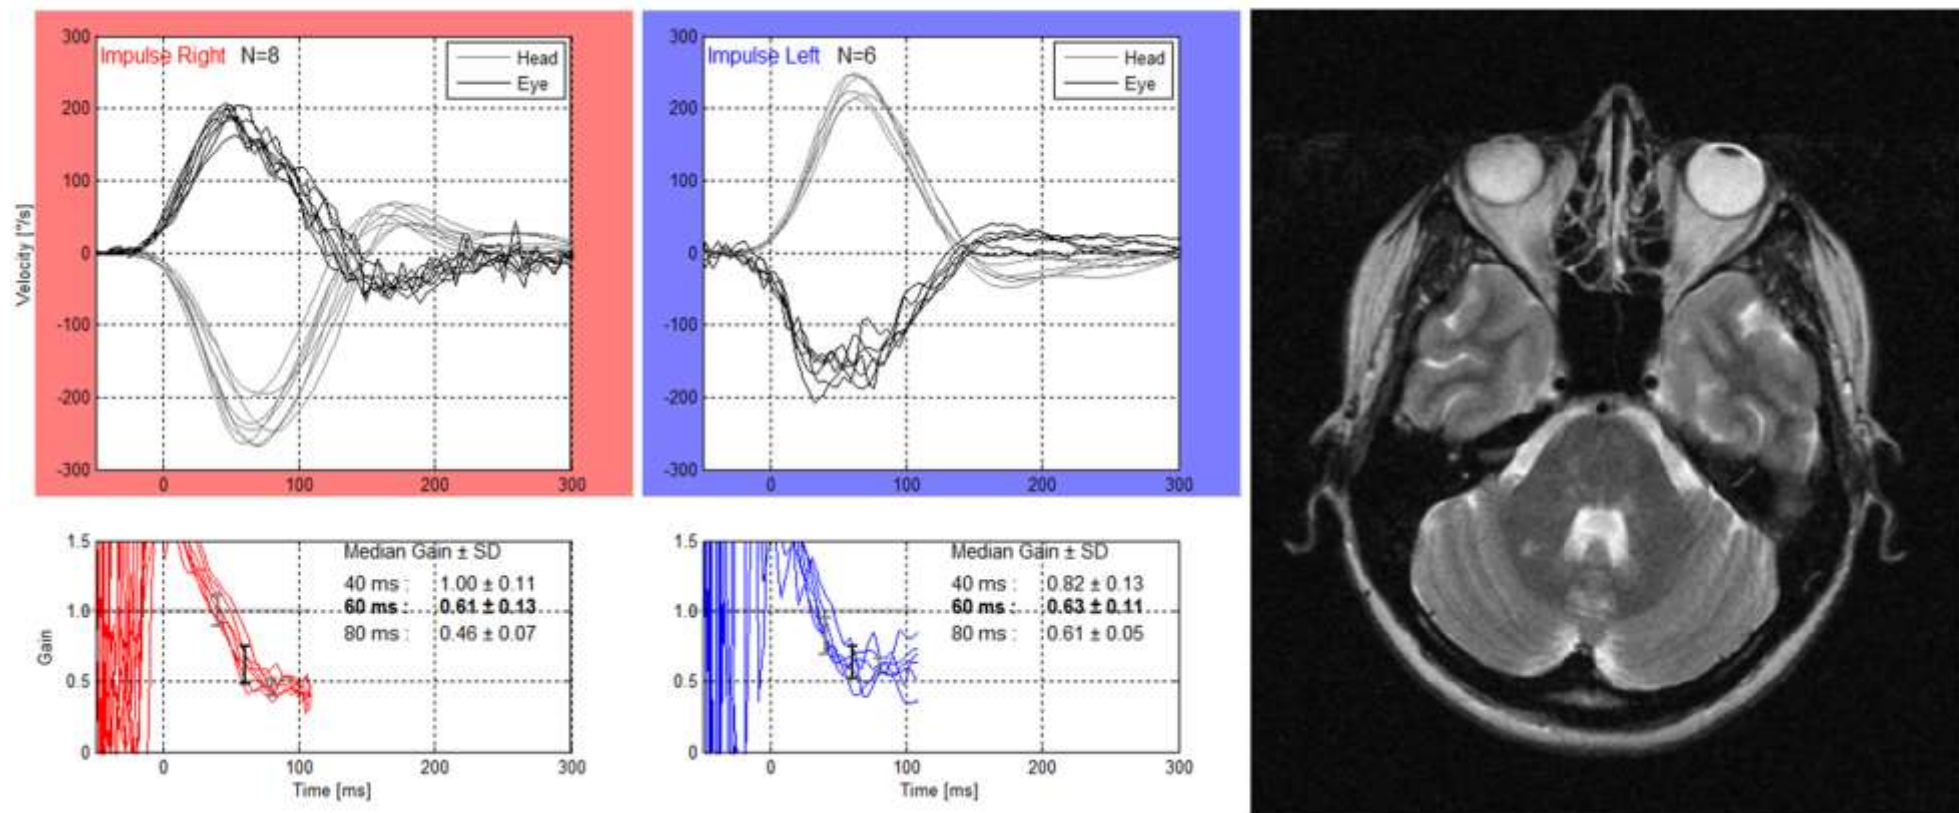 Impulse Right N=8
Head
Eye
300
200
100
0
-100
-200
-300
Velocity [°/s]
0 100 200 300
Impulse Left N=6
Head
Eye
300
200
100
0
-100
-200
-300
0 100 200 300
1.5
1.0
0.5
0
Gain
Median Gain ± SD
40 ms : 1.00 ± 0.11
60 ms : 0.61 ± 0.13
80 ms : 0.46 ± 0.07
0 100 200 300
Time [ms]
1.5
1.0
0.5
0
Median Gain ± SD
40 ms : 0.82 ± 0.13
60 ms : 0.63 ± 0.11
80 ms : 0.61 ± 0.05
0 100 200 300
Time [ms]